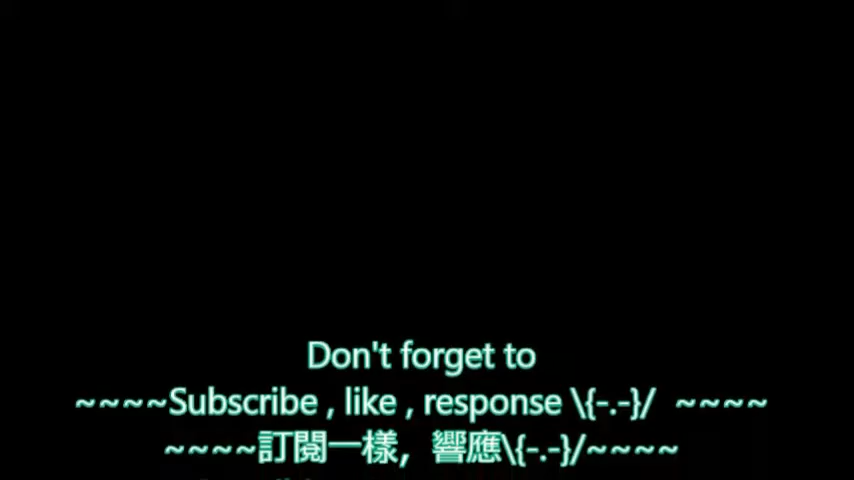 Don't forget to
~~~~Subscribe , like , response \{-.-}/ ~~~~
~~~~訂閱一樣，響應\{-.-}/~~~~